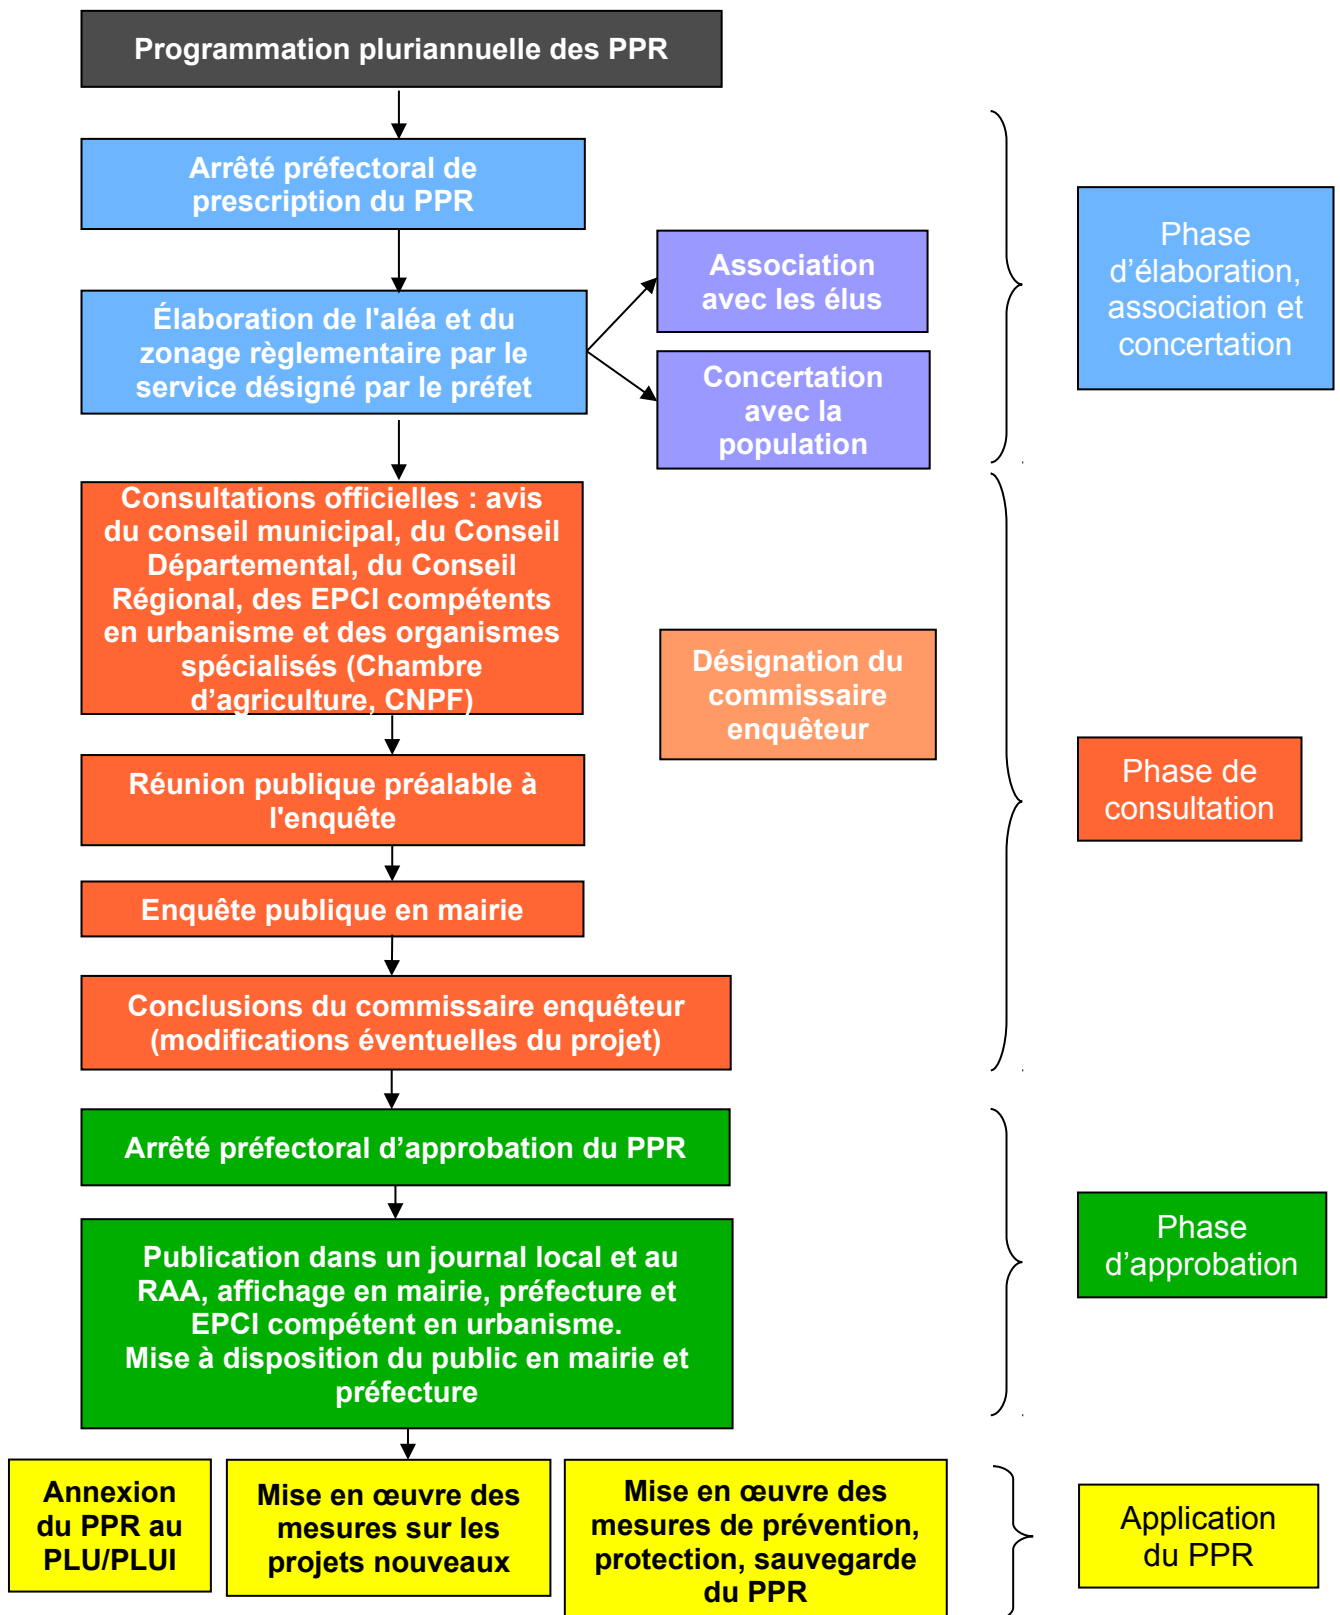 Programmation pluriannuelle des PPR
Arrêté préfectoral de
prescription du PPR
Élaboration de l'aléa et du
zonage règlementaire par le
service désigné par le préfet
Association
avec les élus
Concertation
avec la
population
Phase
d’élaboration,
association et
concertation
Consultations officielles : avis
du conseil municipal, du Conseil
Départemental, du Conseil
Régional, des EPCI compétents
en urbanisme et des organismes
spécialisés (Chambre
d’agriculture, CNPF)
Désignation du
commissaire
enquêteur
Réunion publique préalable à
l'enquête
Enquête publique en mairie
Conclusions du commissaire enquêteur
(modifications éventuelles du projet)
Phase de
consultation
Arrêté préfectoral d’approbation du PPR
Publication dans un journal local et au
RAA, affichage en mairie, préfecture et
EPCI compétent en urbanisme.
Mise à disposition du public en mairie et
préfecture
Phase
d’approbation
Annexion
du PPR au
PLU/PLUI
Mise en œuvre des
mesures sur les
projets nouveaux
Mise en œuvre des
mesures de prévention,
protection, sauvegarde
du PPR
Application
du PPR